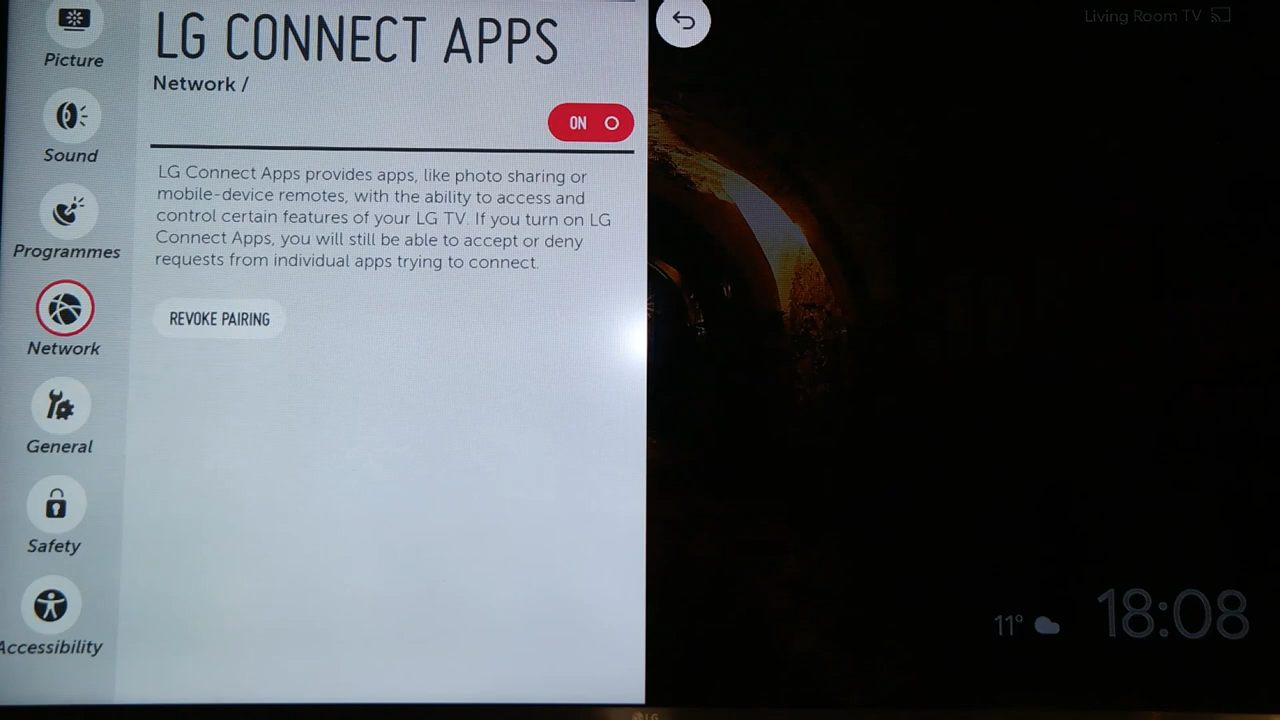 Picture
Sound
Programmes
Network
General
Safety
Accessibility
LG CONNECT APPS
Network /
ON
LG Connect Apps provides apps, like photo sharing or
mobile-device remotes, with the ability to access and
control certain features of your LG TV. If you turn on LG
Connect Apps, you will still be able to accept or deny
requests from individual apps trying to connect.
REVOKE PAIRING
Living Room TV
11°
18:08
LG